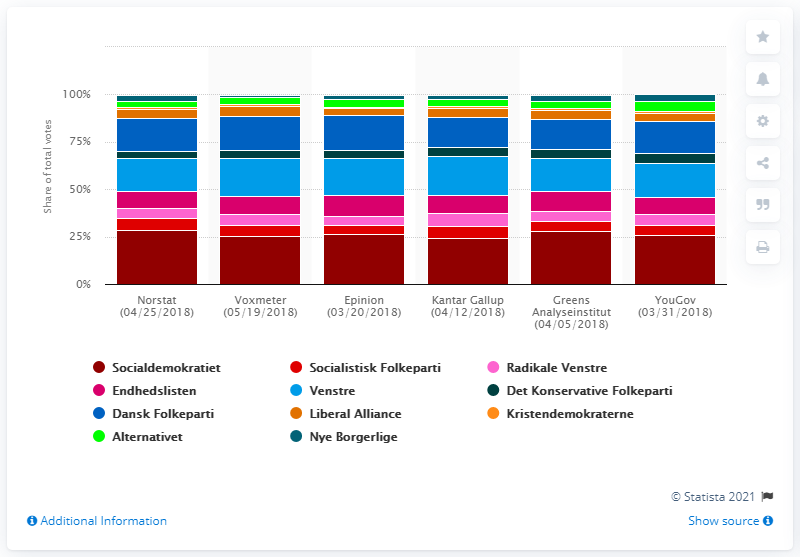 100%
75%
50%
25%
0%
Share of total votes
Norstat
(04/25/2018)
Voxmeter
(05/19/2018)
Epinion
(03/20/2018)
Kantar Gallup
(04/12/2018)
Greens
Analyseinstitut
(04/05/2018)
YouGov
(03/31/2018)
Socialdemokratiet
Socialistisk Folkeparti
Radikale Venstre
Endhedslisten
Venstre
Det Konservative Folkeparti
Dansk Folkeparti
Liberal Alliance
Kristendemokraterne
Alternativet
Nye Borgerlige
© Statista 2021
Additional Information
Show source